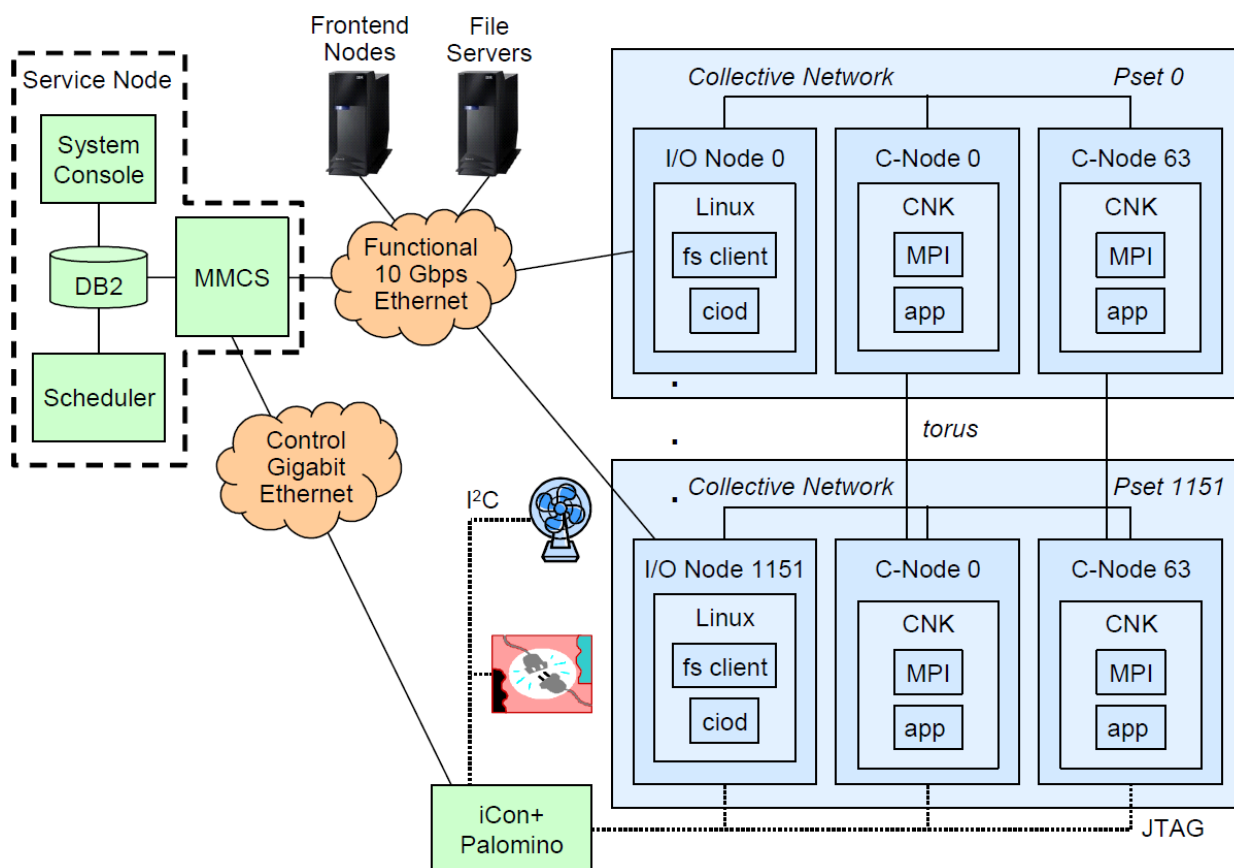 Frontend
Nodes
File
Servers
Service Node
System
Console
DB2
Scheduler
MMCS
Functional
10 Gbps
Ethernet
Control
Gigabit
Ethernet
I²C
iCon+
Palomino
Collective Network
Pset 0
I/O Node 0
Linux
fs client
ciod
C-Node 0
CNK
MPI
app
C-Node 63
CNK
MPI
app
torus
Collective Network
Pset 1151
I/O Node 1151
Linux
fs client
ciod
C-Node 0
CNK
MPI
app
C-Node 63
CNK
MPI
app
JTAG